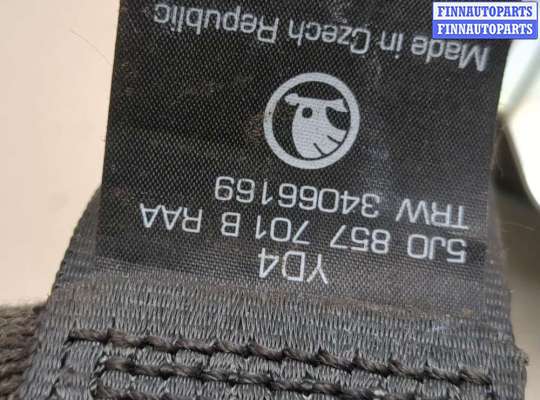 FINNAUTOPARTS
FINNAUTOPARTS
YD4
5J0 857 701 B RAA
TRW 34066169
Made in Czech Republic